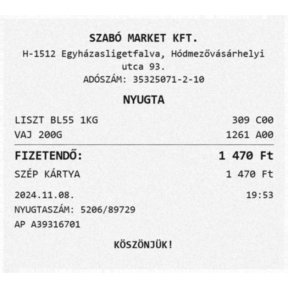 SZABÓ MARKET KFT.
H-1512 Egyházasligetfalva, Hódmezővásárhelyi
utca 93.
ADÓSZÁM: 35325071-2-10
NYUGTA
LISZT BL55 1KG 309 C00
VAJ 200G 1261 A00
FIZETENDŐ: 1 470 Ft
SZÉP KÁRTYA 1 470 Ft
2024.11.08. 19:53
NYUGTASZÁM: 5206/89729
AP A39316701
KÖSZÖNJÜK!